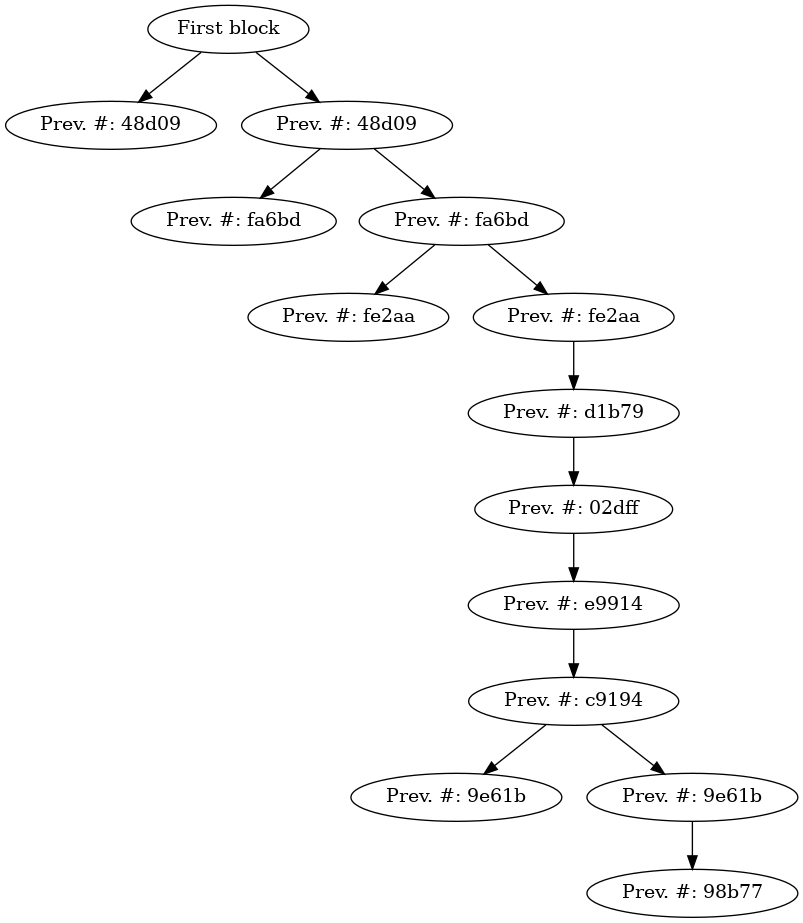 First block
Prev. #: 48d09
Prev. #: 48d09
Prev. #: fa6bd
Prev. #: fa6bd
Prev. #: fe2aa
Prev. #: fe2aa
Prev. #: d1b79
Prev. #: 02dff
Prev. #: e9914
Prev. #: c9194
Prev. #: 9e61b
Prev. #: 9e61b
Prev. #: 98b77